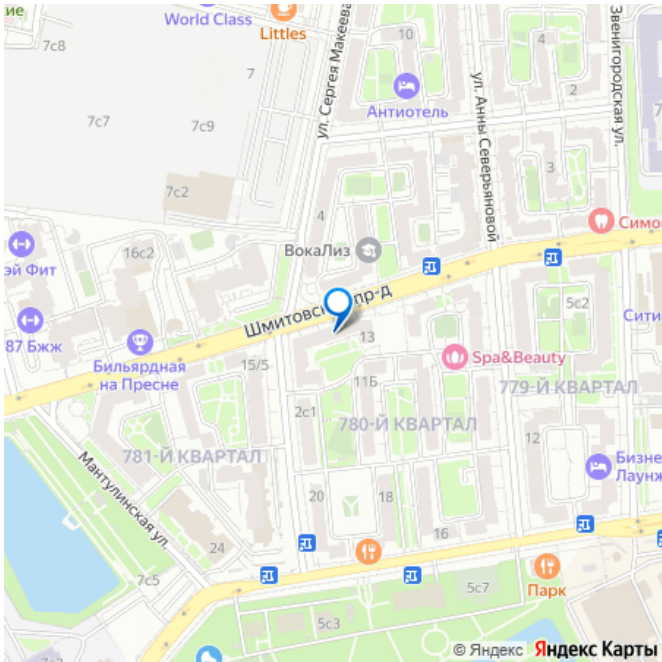 World Class
Littles
7с8
7
10
4
2
7с7
7с9
Антиотель
ул. Сергея Макеева
ул. Анны Северьяновой
Звенигородская ул.
7с2
4
16с2
ВокаЛиз
Симо
эй Фит
5с2
Шмитовс
пр-д
87 Бжж
Бильярдная
на Пресне
15/5
13
Spa&Beauty
Сити
11Б
779-Й КВАРТАЛ
2с1
780-Й КВАРТАЛ
781-Й КВАРТАЛ
12
Бизне
Лаунж
Мантулинская ул.
20
18
16
24
7с5
5с7
Парк
5с3
7с3
© Яндекс Яндекс Карты